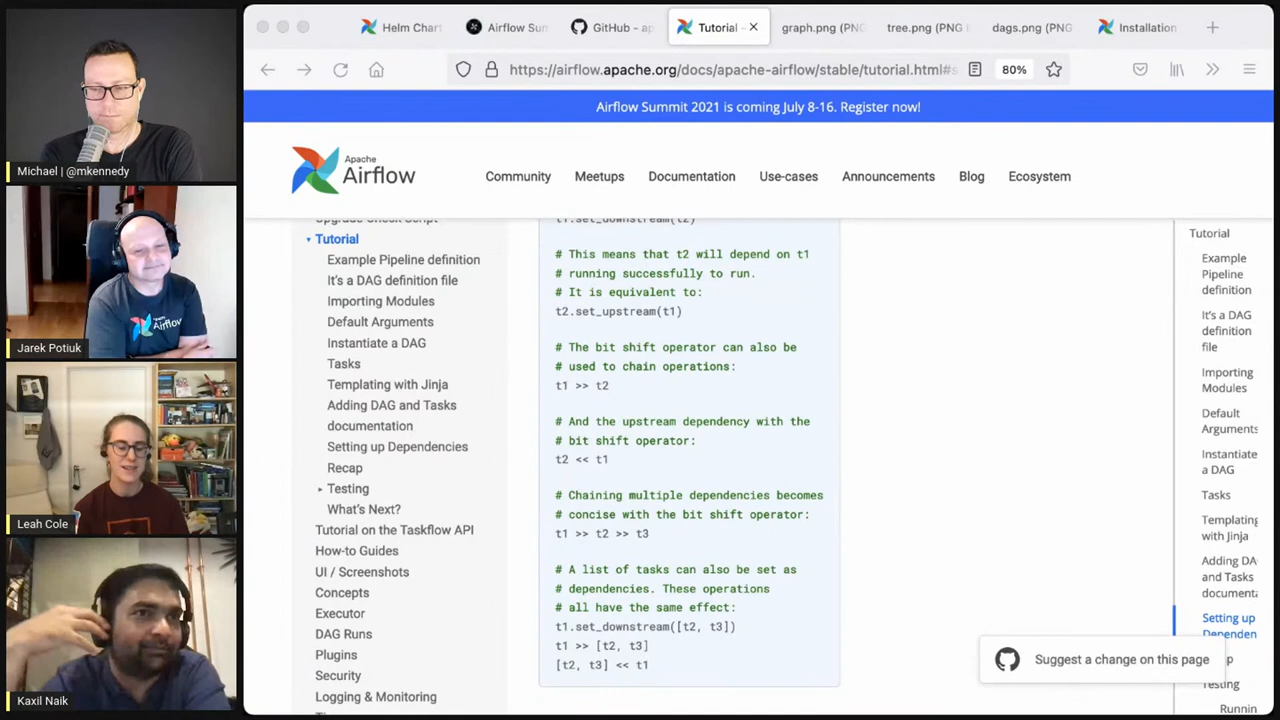 Michael | @mkennedy
Jarek Potiuk
Airflow
Leah Cole
Kaxil Naik
Helm Chart
Airflow Sum
GitHub - ap
Tutorial
graph.png (PNG
tree.png (PNG
dags.png (PNG
Installation
https://airflow.apache.org/docs/apache-airflow/stable/tutorial.html#s
80%
Airflow Summit 2021 is coming July 8-16. Register now!
Apache
Airflow
Community
Meetups
Documentation
Use-cases
Announcements
Blog
Ecosystem
Upgrade Check Script
Tutorial
Example Pipeline definition
It's a DAG definition file
Importing Modules
Default Arguments
Instantiate a DAG
Tasks
Templating with Jinja
Adding DAG and Tasks
documentation
Setting up Dependencies
Recap
Testing
What's Next?
Tutorial on the Taskflow API
How-to Guides
UI / Screenshots
Concepts
Executor
DAG Runs
Plugins
Security
Logging & Monitoring
t1.set_downstream(t2)
# This means that t2 will depend on t1
# running successfully to run.
# It is equivalent to:
t2.set_upstream(t1)
# The bit shift operator can also be
# used to chain operations:
t1 >> t2
# And the upstream dependency with the
# bit shift operator:
t2 << t1
# Chaining multiple dependencies becomes
# concise with the bit shift operator:
t1 >> t2 >> t3
# A list of tasks can also be set as
# dependencies. These operations
# all have the same effect:
t1.set_downstream([t2, t3])
t1 >> [t2, t3]
[t2, t3] << t1
Tutorial
Example
Pipeline
definition
It's a DAG
definition
file
Importing
Modules
Default
Arguments
Instantiate
a DAG
Tasks
Templating
with Jinja
Adding DA
and Tasks
documenta
Setting up
Dependen
Suggest a change on this page
Testing
Runnin